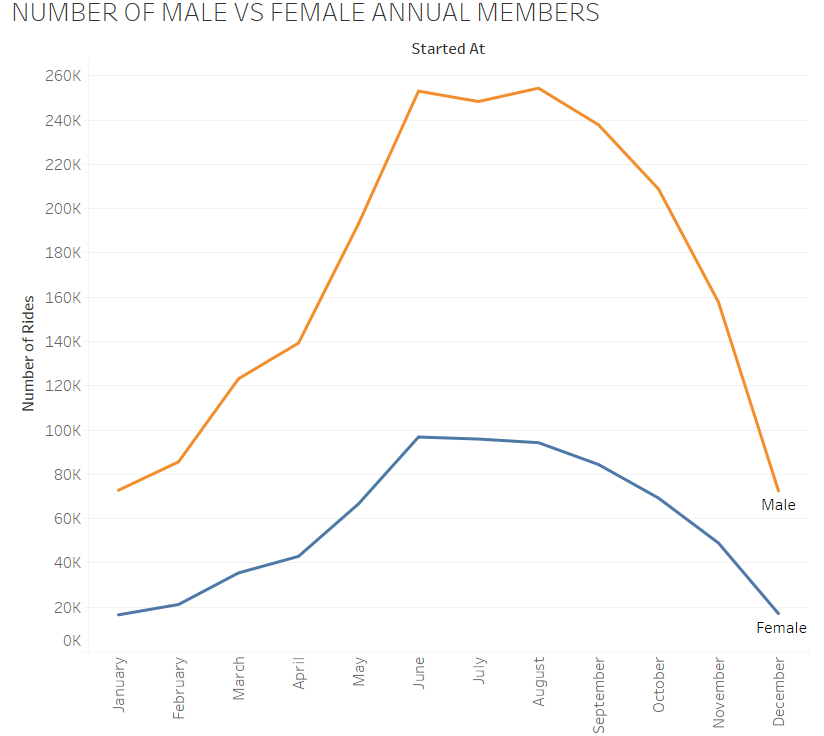 NUMBER OF MALE VS FEMALE ANNUAL MEMBERS
Started At
260K
240K
220K
200K
180K
160K
140K
120K
100K
80K
60K
40K
20K
0K
Number of Rides
Male
Female
January
February
March
April
May
June
July
August
September
October
November
December